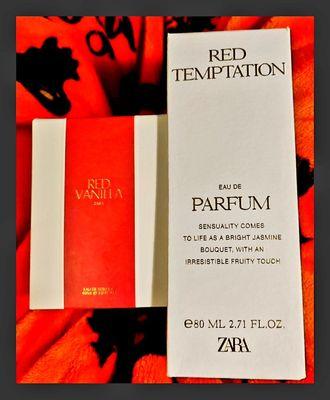 RED
VANILLA
ZARA
RED
TEMPTATION
EAU DE
PARFUM
SENSUALITY COMES
TO LIFE AS A BRIGHT JASMINE
BOUQUET, WITH AN
IRRESISTIBLE FRUITY TOUCH
℮80 ML 2.71 FL.OZ.
ZARA